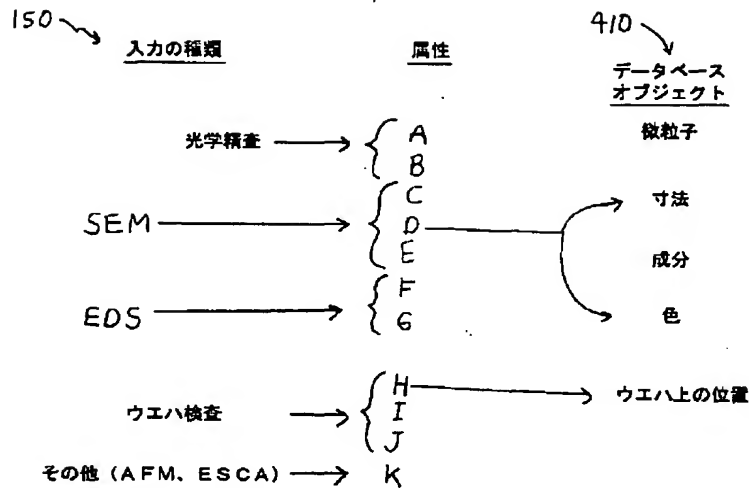 150
410
入力の種類
属性
データベース
オブジェクト
光学精査
A
B
微粒子
SEM
C
D
E
寸法
成分
EDS
F
G
色
ウエハ検査
H
I
J
ウエハ上の位置
その他（AFM、ESCA）
K